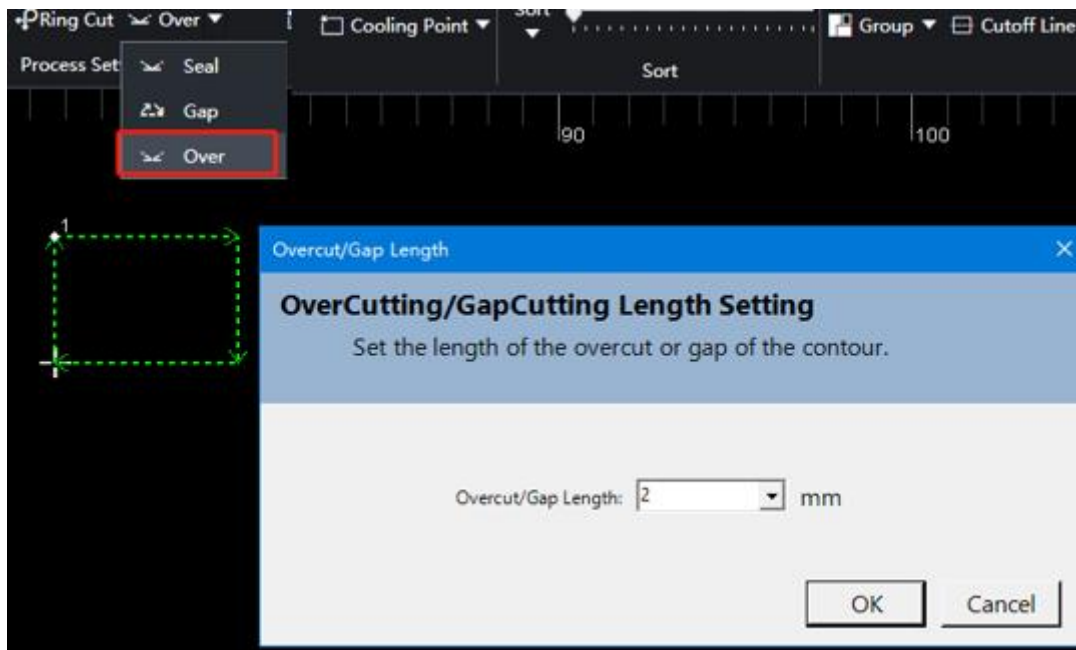 Ring Cut Over
Cooling Point
Sort
Group
Cutoff Line
Process Set
Sort
Seal
Gap
Over
90
100
1
Overcut/Gap Length
OverCutting/GapCutting Length Setting
Set the length of the overcut or gap of the contour.
Overcut/Gap Length: 2 mm
OK Cancel